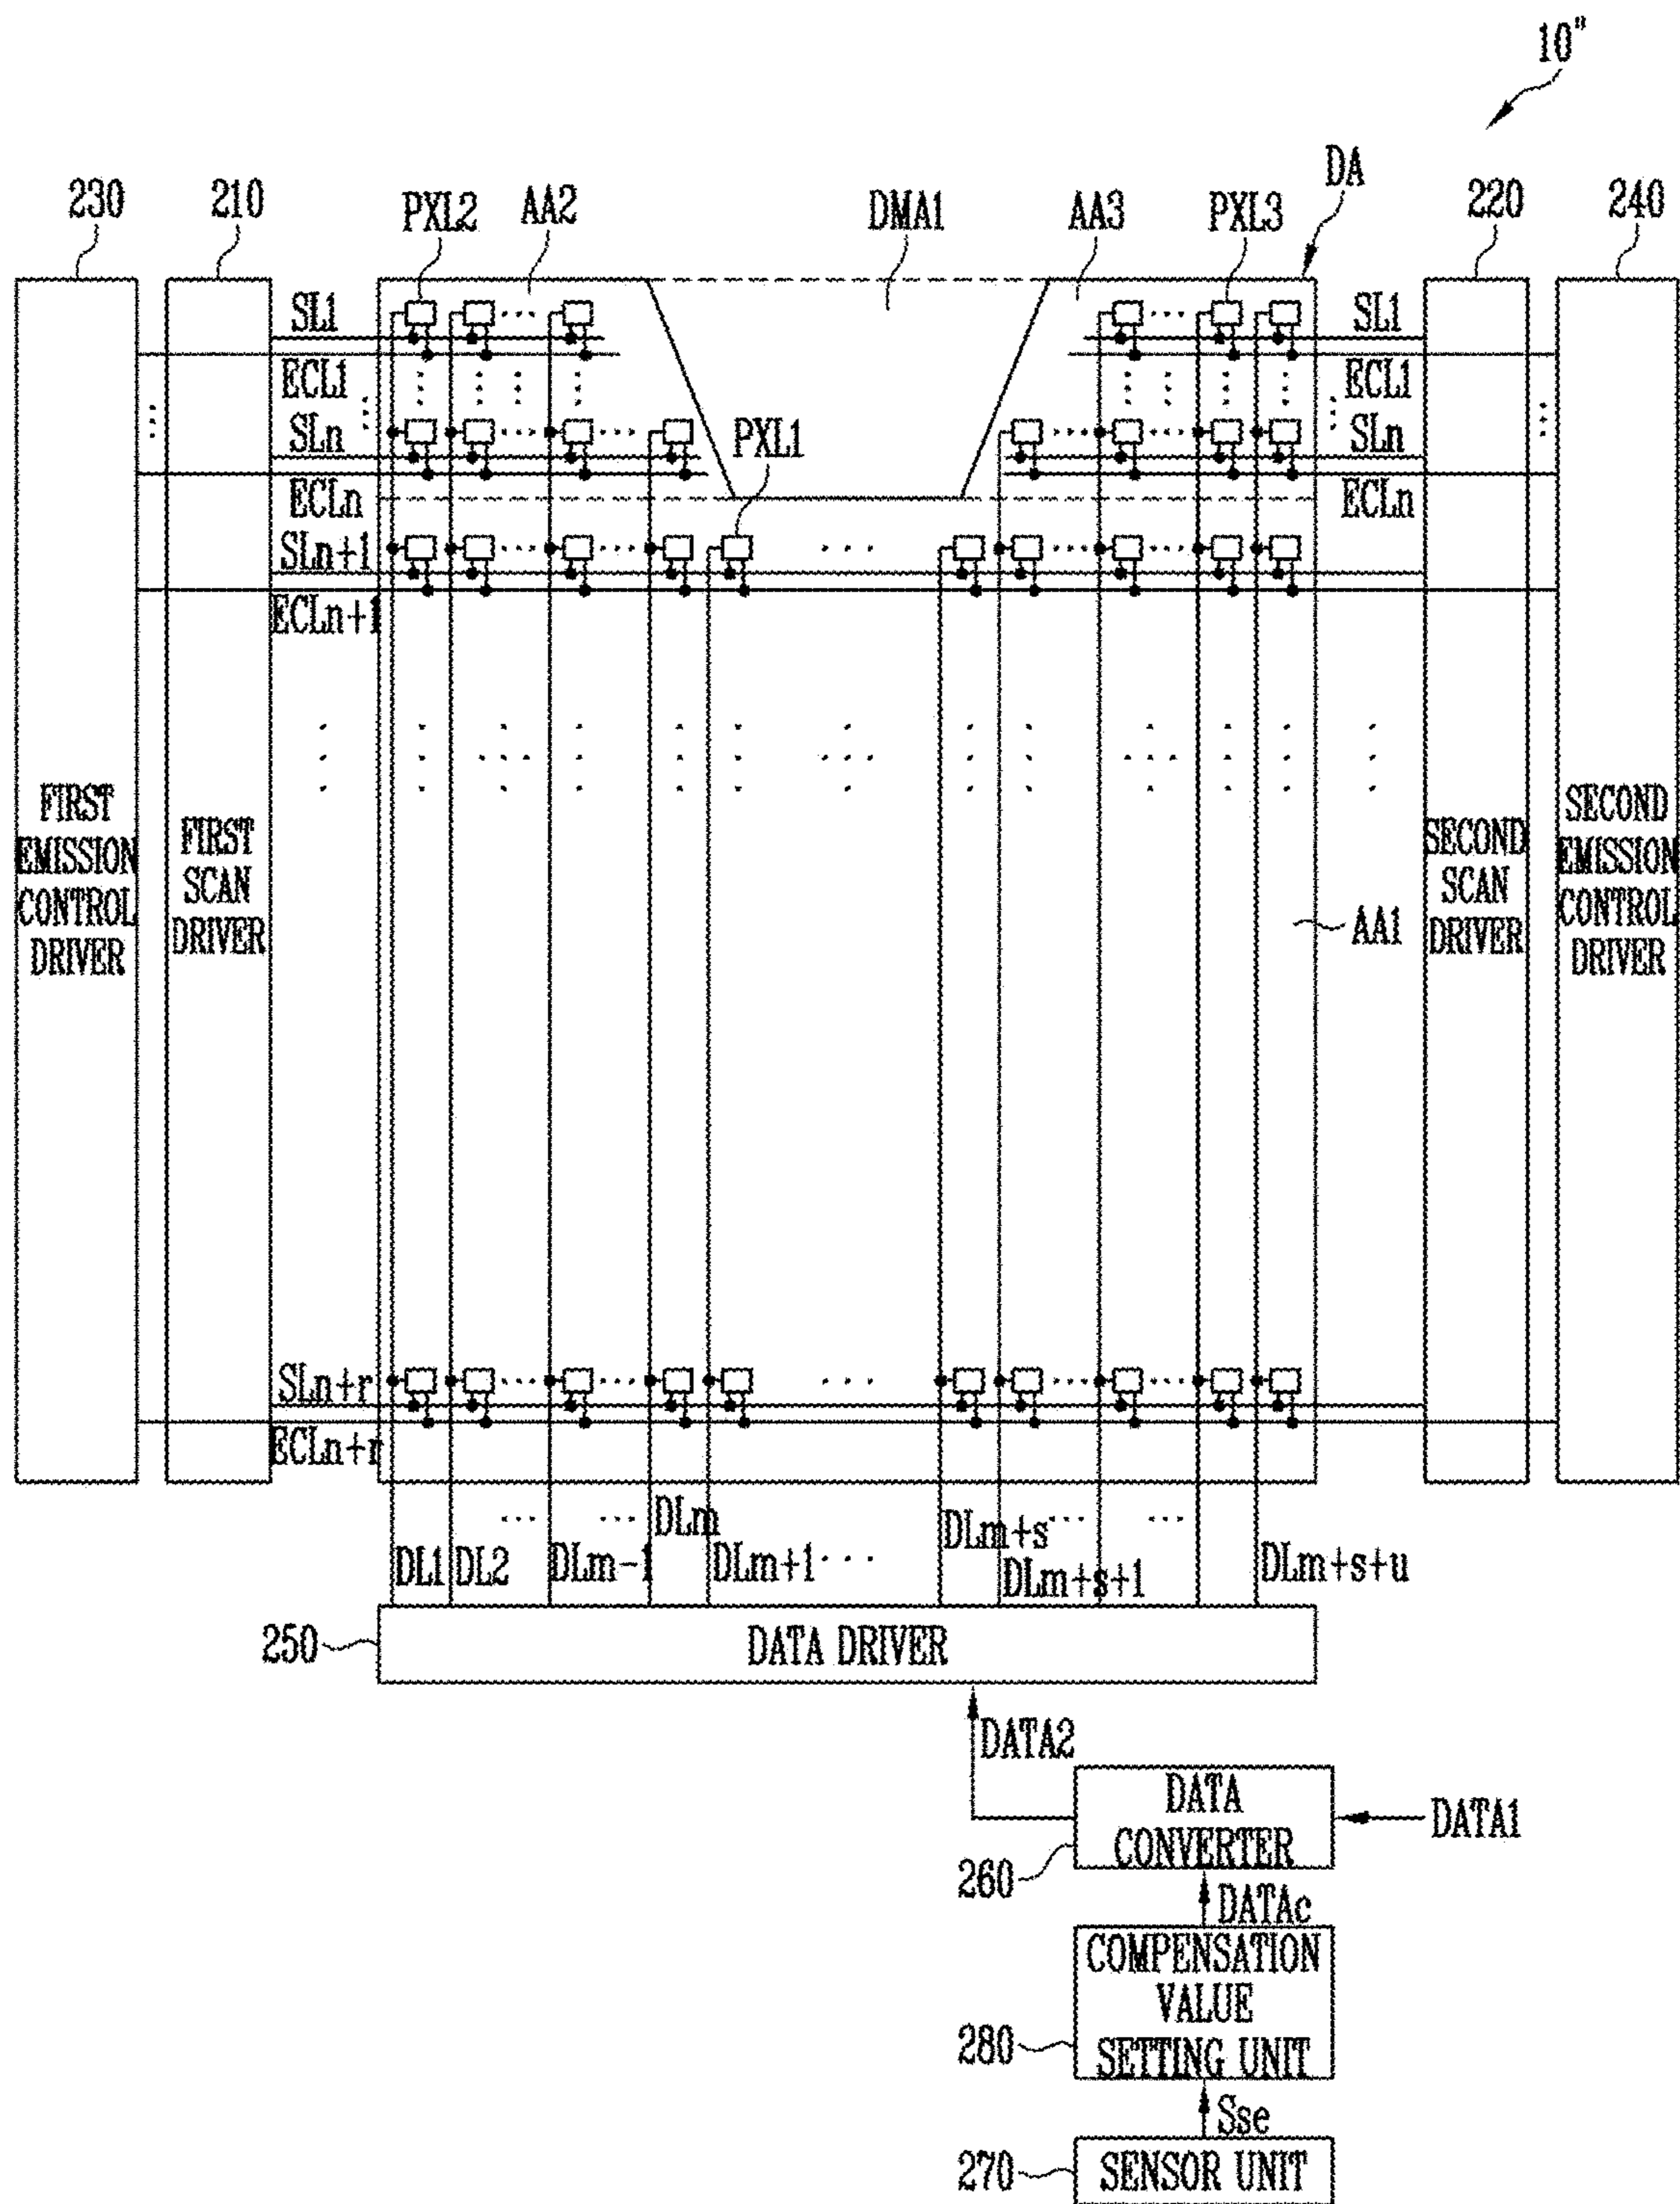 10"
230
210
PXL2
AA2
DMA1
AA3
PXL3
DA
220
240
SL1
SL1
ECL1
ECL1
SLn
PXL1
SLn
ECLn
ECLn
SLn+1
ECLn+1
FIRST
EMISSION
CONTROL
DRIVER
FIRST
SCAN
DRIVER
SECOND
SCAN
DRIVER
SECOND
EMISSION
CONTROL
DRIVER
AA1
SLn+r
ECLn+r
DL1
DL2
DLm-1
DLm
DLm+1
DLm+s
DLm+s+1
DLm+s+u
250
DATA DRIVER
DATA2
DATA
CONVERTER
DATA1
260
DATAc
COMPENSATION
VALUE
SETTING UNIT
280
Sse
270
SENSOR UNIT